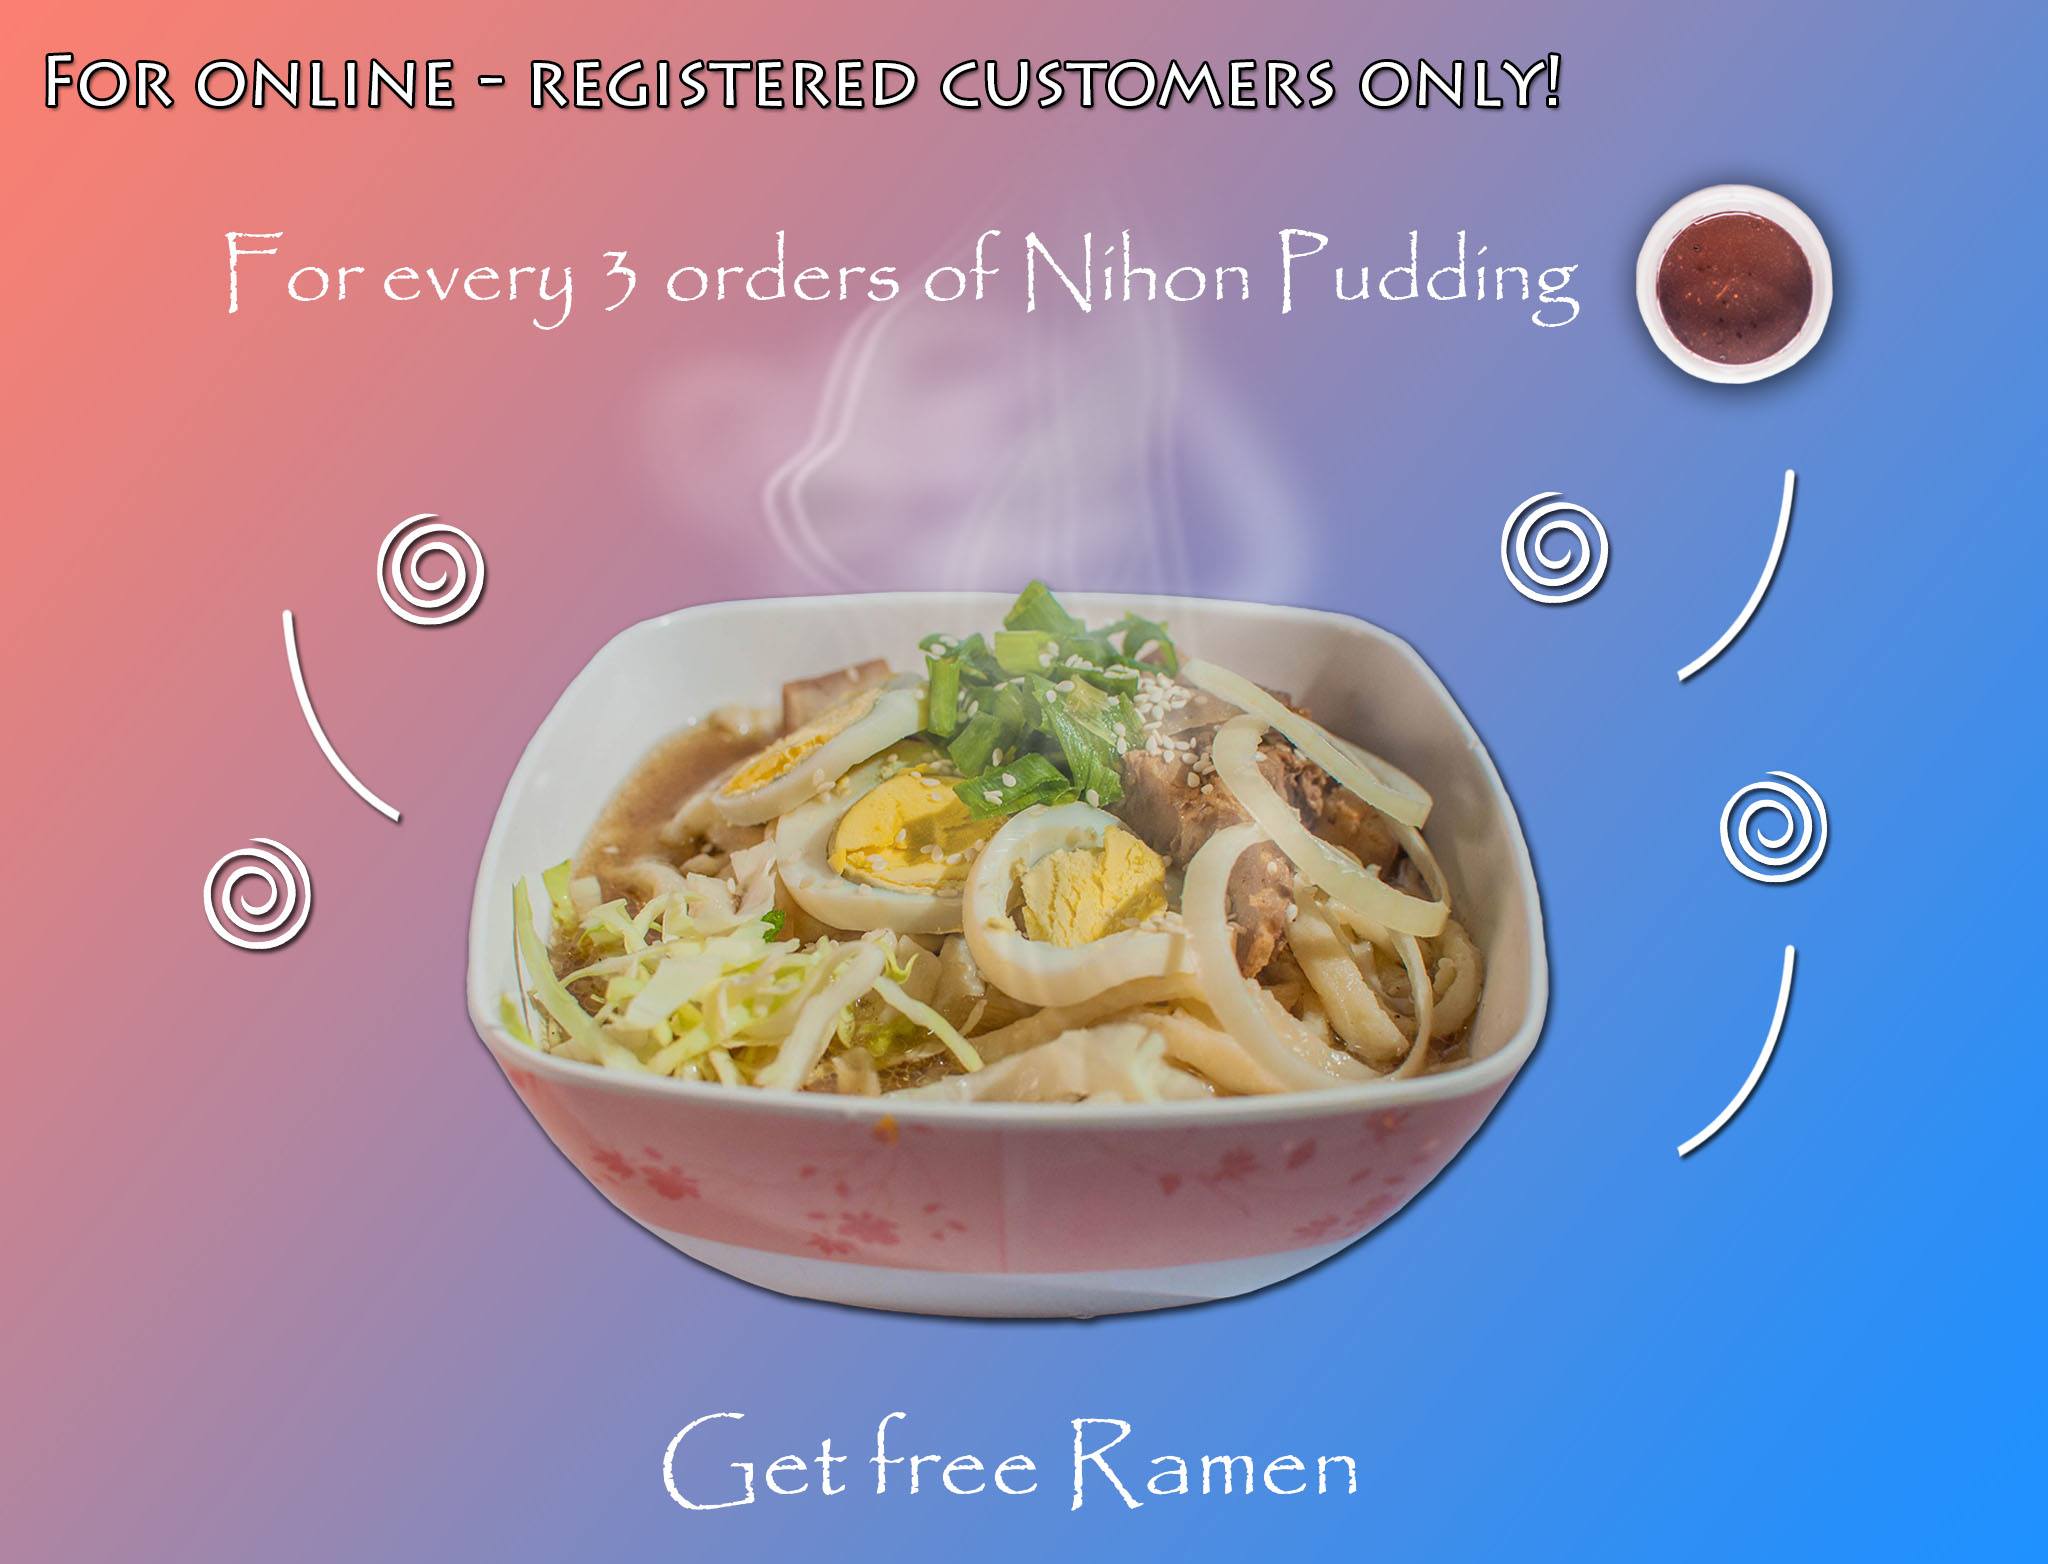 For online - registered customers only!
For every 3 orders of Nihon Pudding
Get free Ramen